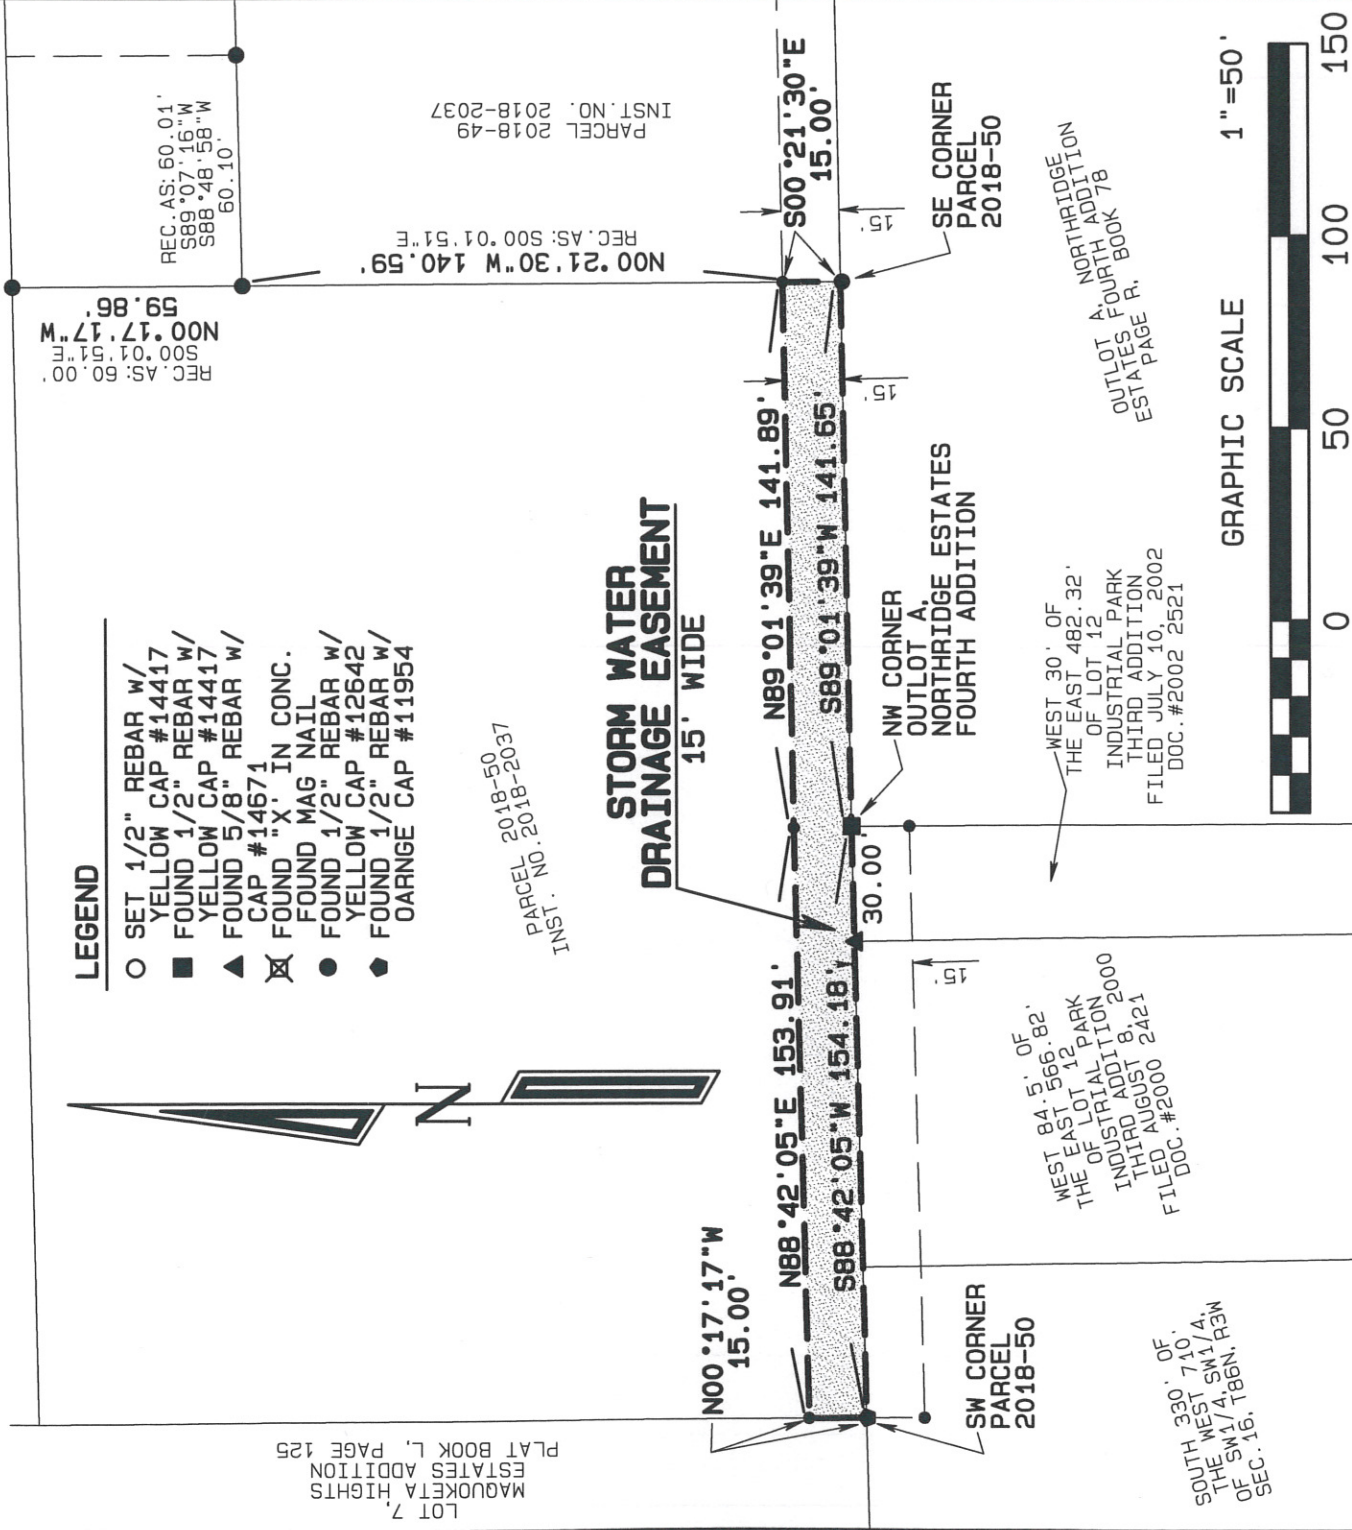 LEGEND
SET 1/2" REBAR W/
YELLOW CAP #14417
FOUND 1/2" REBAR W/
YELLOW CAP #14417
FOUND 5/8" REBAR W/
CAP #14671
FOUND "X' IN CONC.
FOUND MAG NAIL
FOUND 1/2" REBAR W/
YELLOW CAP #12642
FOUND 1/2" REBAR W/
OARNGE CAP #11954
N
LOT 7,
MAQUOKETA HIGHTS
ESTATES ADDITION
PLAT BOOK L, PAGE 125
PARCEL 2018-50
INST. NO.2018-2037
REC.AS:60.00'
S00°01'51"E
N00°17'17"W
59.86'
REC.AS:60.01'
S89°07'16"W
S88°48'58"W
60.10'
PARCEL 2018-49
INST.NO. 2018-2037
REC.AS: S00°01'51"E
N00°21'30"W 140.59'
STORM WATER
DRAINAGE EASEMENT
15' WIDE
N00°17'17"W
15.00'
N88°42'05"E 153.91'
S88°42'05"W 154.18'
30.00'
N89°01'39"E 141.89'
S89°01'39"W 141.65'
S00°21'30"E
15.00'
15'
15'
15'
SW CORNER
PARCEL
2018-50
NW CORNER
OUTLOT A,
NORTHRIDGE ESTATES
FOURTH ADDITION
SE CORNER
PARCEL
2018-50
SOUTH 330' OF
THE WEST 710'
OF SW1/4, SW1/4,
SEC.16, T86N, R3W
WEST 84.5' OF
THE EAST 566.82'
OF LOT 12
INDUSTRIAL PARK
THIRD ADDITION
FILED AUGUST 8, 2000
DOC.#2000 2421
WEST 30' OF
THE EAST 482.32'
OF LOT 12
INDUSTRIAL PARK
THIRD ADDITION
FILED JULY 10, 2002
DOC.#2002 2521
OUTLOT A, NORTHRIDGE
ESTATES FOURTH ADDITION
PAGE R, BOOK 78
GRAPHIC SCALE
1"=50'
0 50 100 150